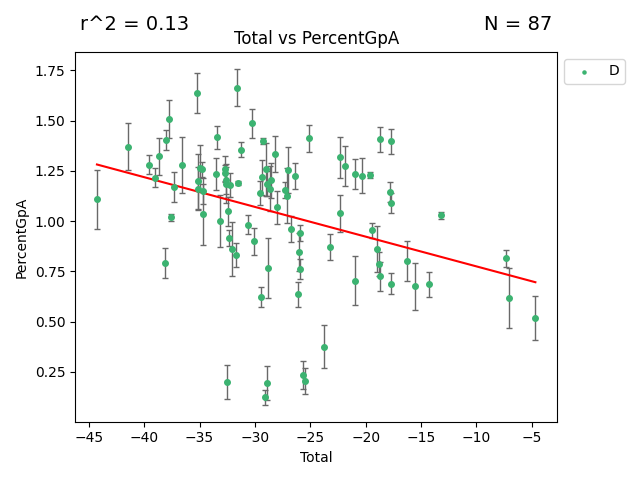 r^2 = 0.13
N = 87
Total vs PercentGpA
D
PercentGpA
1.75
1.50
1.25
1.00
0.75
0.50
0.25
−45 −40 −35 −30 −25 −20 −15 −10 −5
Total